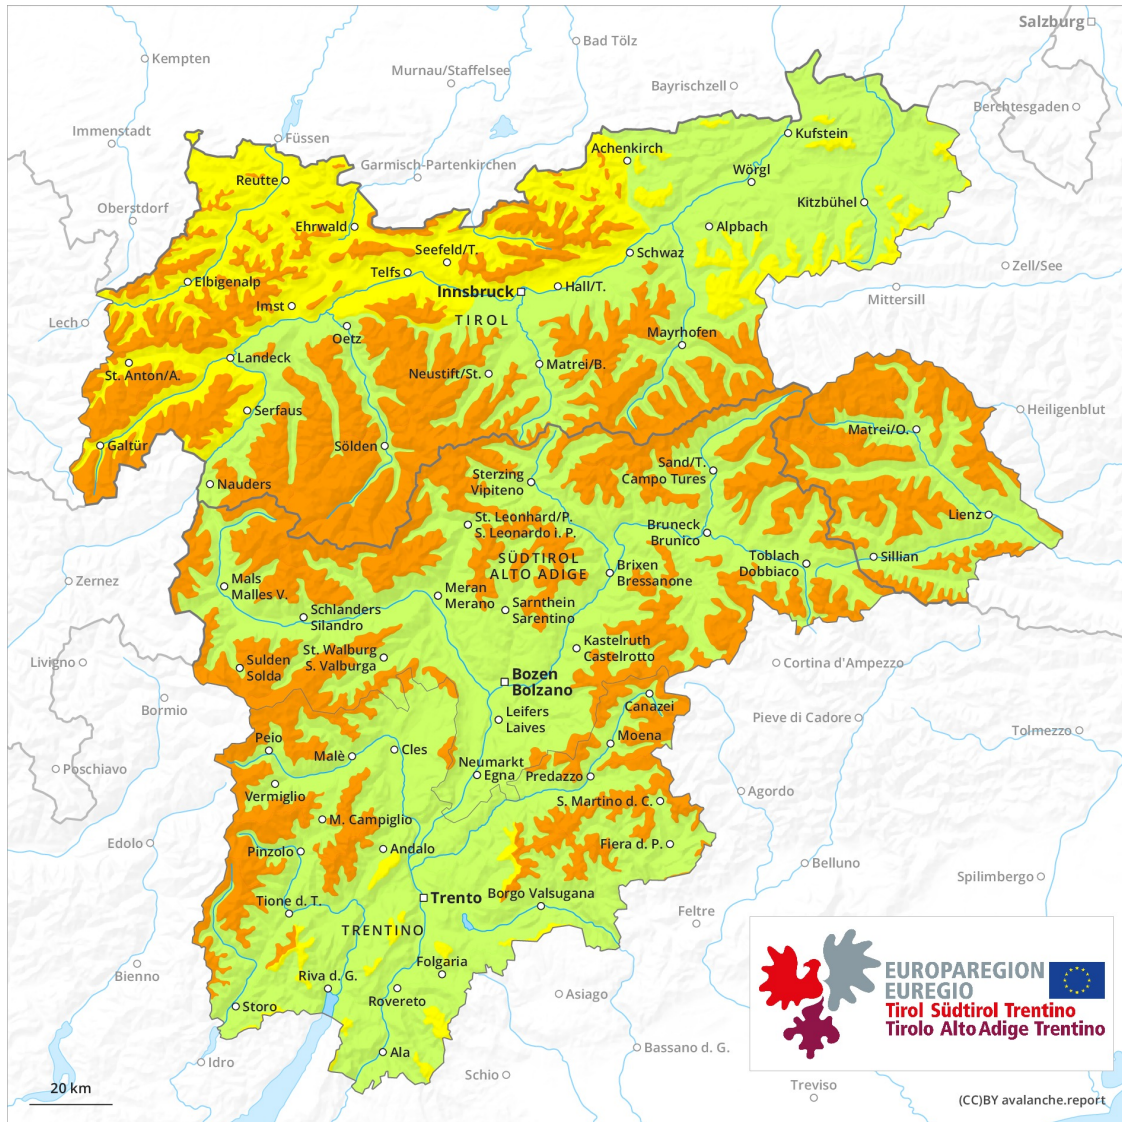 Salzburg
Bad Tölz
Kempten
Murnau/Staffelsee
Bayrischzell
Berchtesgaden
Immenstadt
Füssen
Kufstein
Achenkirch
Garmisch-Partenkirchen
Wörgl
Reutte
Kitzbühel
Oberstdorf
Ehrwald
Alpbach
Seefeld/T.
Schwaz
Zell/See
Telfs
Elbigenalp
Innsbruck
Hall/T.
Mittersill
Imst
TIROL
Lech
Oetz
Mayrhofen
Landeck
Matrei/B.
St. Anton/A.
Neustift/St.
Serfaus
Heiligenblut
Matrei/O.
Galtür
Sölden
Sand/T.
Campo Tures
Sterzing
Vipiteno
Nauders
Lienz
St. Leonhard/P.
S. Leonardo i. P.
Bruneck
Brunico
SÜDTIROL
ALTO ADIGE
Toblach
Dobbiaco
Sillian
Brixen
Bressanone
Zernez
Mals
Malles V.
Meran
Merano
Sarnthein
Sarentino
Schlanders
Silandro
Kastelruth
Castelrotto
St. Walburg
S. Valburga
Livigno
Sulden
Solda
Cortina d'Ampezzo
Bozen
Bolzano
Canazei
Bormio
Leifers
Laives
Pieve di Cadore
Tolmezzo
Peio
Moena
Malè
Cles
Neumarkt
Egna
Predazzo
Poschiavo
Vermiglio
Agordo
S. Martino d. C.
M. Campiglio
Edolo
Pinzolo
Andalo
Fiera d. P.
Belluno
Spilimbergo
Tione d. T.
Trento
Borgo Valsugana
Feltre
TRENTINO
Folgaria
Bienno
Riva d. G.
Rovereto
Asiago
Storo
Idro
Ala
Bassano d. G.
Schio
Treviso
EUROPAREGION
EUREGIO
Tirol Südtirol Trentino
Tirolo Alto Adige Trentino
20 km
(CC)BY avalanche.report